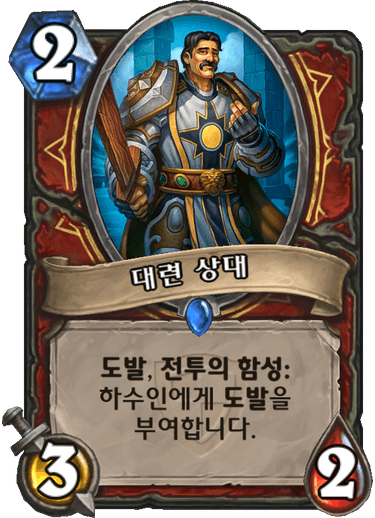 2
대련 상대
도발, 전투의 함성:
하수인에게 도발을
부여합니다.
3
2